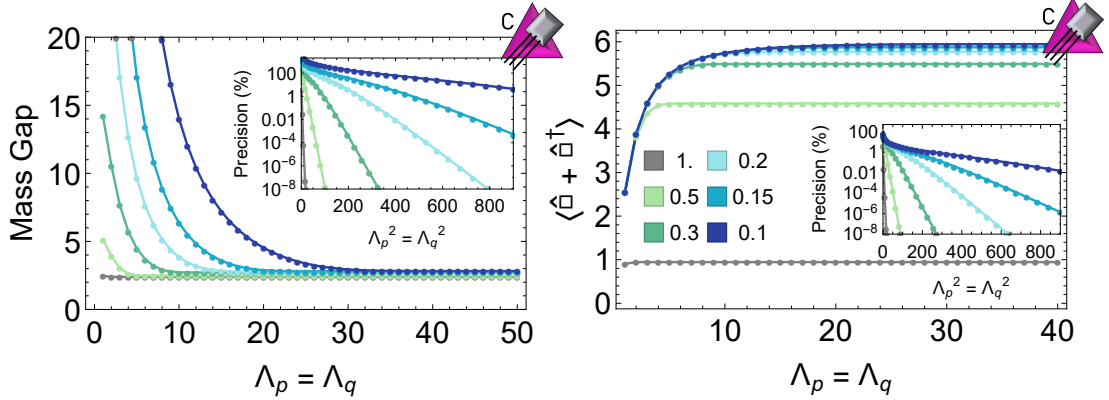 C
Mass Gap
20
15
10
5
0
0 10 20 30 40 50
Λp = Λq
Precision (%)
100
1
0.01
10⁻⁴
10⁻⁶
10⁻⁸
0 200 400 600 800
Λp² = Λq²
C
⟨□̂ + □̂†⟩
6
5
4
3
2
1
0
10 20 30 40
Λp = Λq
1. 0.2
0.5 0.15
0.3 0.1
Precision (%)
100
1
0.01
10⁻⁴
10⁻⁶
10⁻⁸
0 200 400 600 800
Λp² = Λq²